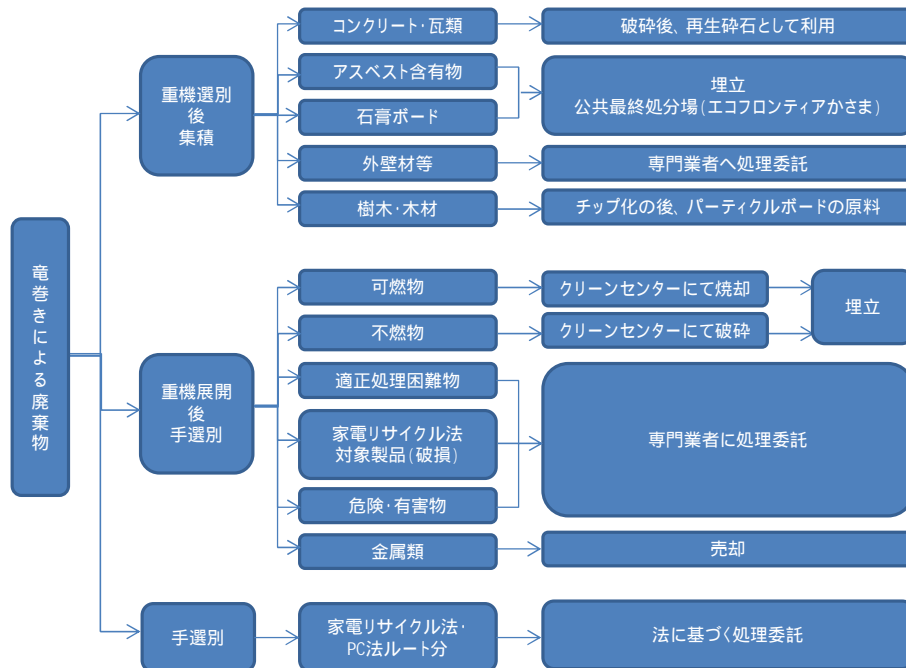 竜巻きによる廃棄物
重機選別
後
集積
コンクリート・瓦類
破砕後、再生砕石として利用
アスベスト含有物
石膏ボード
埋立
公共最終処分場(エコフロンティアかさま)
外壁材等
専門業者へ処理委託
樹木・木材
チップ化の後、パーティクルボードの原料
重機展開
後
手選別
可燃物
クリーンセンターにて焼却
不燃物
クリーンセンターにて破砕
埋立
適正処理困難物
家電リサイクル法
対象製品(破損)
危険・有害物
専門業者に処理委託
金属類
売却
手選別
家電リサイクル法・
PC法ルート分
法に基づく処理委託